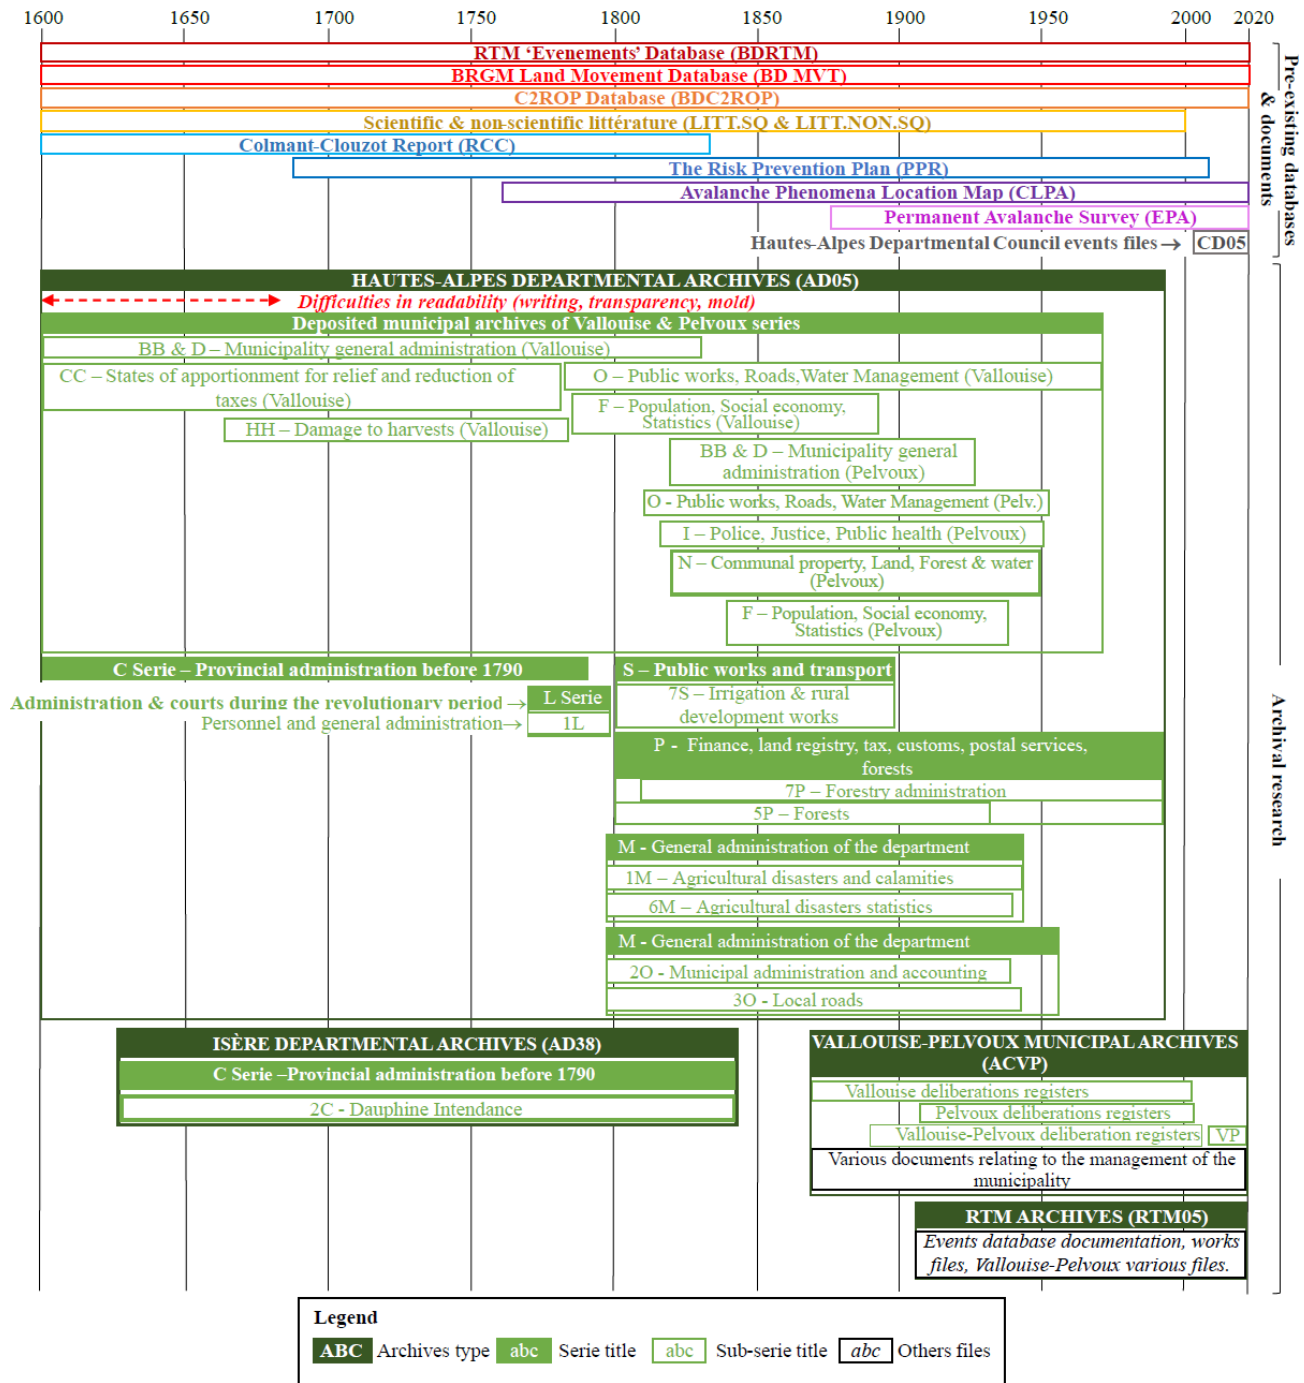 1600 1650 1700 1750 1800 1850 1900 1950 2000 2020
RTM ‘Evenements’ Database (BDRTM)
BRGM Land Movement Database (BD MVT)
C2ROP Database (BDC2ROP)
Scientific & non-scientific littérature (LITT.SQ & LITT.NON.SQ)
Colmant-Clouzot Report (RCC)
The Risk Prevention Plan (PPR)
Avalanche Phenomena Location Map (CLPA)
Permanent Avalanche Survey (EPA)
Hautes-Alpes Departmental Council events files → CD05
Pre-existing databases
& documents
HAUTES-ALPES DEPARTMENTAL ARCHIVES (AD05)
Difficulties in readability (writing, transparency, mold)
Deposited municipal archives of Vallouise & Pelvoux series
BB & D – Municipality general administration (Vallouise)
CC – States of apportionment for relief and reduction of
taxes (Vallouise)
O – Public works, Roads,Water Management (Vallouise)
F – Population, Social economy,
Statistics (Vallouise)
HH – Damage to harvests (Vallouise)
BB & D – Municipality general
administration (Pelvoux)
O - Public works, Roads, Water Management (Pelv.)
I – Police, Justice, Public health (Pelvoux)
N – Communal property, Land, Forest & water
(Pelvoux)
F – Population, Social economy,
Statistics (Pelvoux)
C Serie – Provincial administration before 1790
S – Public works and transport
Administration & courts during the revolutionary period → L Serie
7S – Irrigation & rural
development works
Personnel and general administration→ 1L
P - Finance, land registry, tax, customs, postal services,
forests
7P – Forestry administration
5P – Forests
M - General administration of the department
1M – Agricultural disasters and calamities
6M – Agricultural disasters statistics
M - General administration of the department
2O - Municipal administration and accounting
3O - Local roads
Archival research
ISÈRE DEPARTMENTAL ARCHIVES (AD38)
C Serie –Provincial administration before 1790
2C - Dauphine Intendance
VALLOUISE-PELVOUX MUNICIPAL ARCHIVES
(ACVP)
Vallouise deliberations registers
Pelvoux deliberations registers
Vallouise-Pelvoux deliberation registers VP
Various documents relating to the management of the
municipality
RTM ARCHIVES (RTM05)
Events database documentation, works
files, Vallouise-Pelvoux various files.
1600 1650 1700 1750 1800 1850 1900 1950 2000 2020
Legend
ABC Archives type abc Serie title abc Sub-serie title abc Others files